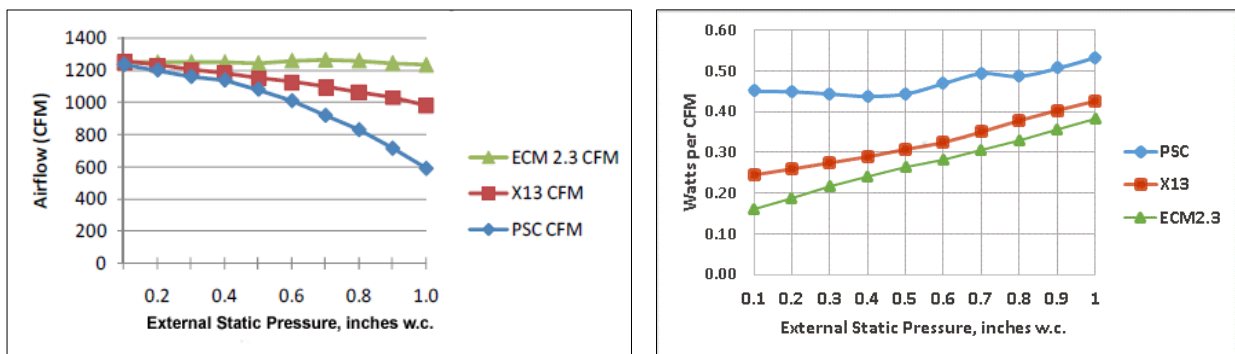 1400
1200
1000
800
600
400
200
0
Airflow (CFM)
0.2 0.4 0.6 0.8 1.0
External Static Pressure, inches w.c.
ECM 2.3 CFM
X13 CFM
PSC CFM
0.60
0.50
0.40
0.30
0.20
0.10
0.00
Watts per CFM
0.1 0.2 0.3 0.4 0.5 0.6 0.7 0.8 0.9 1
External Static Pressure, inches w.c.
PSC
X13
ECM2.3